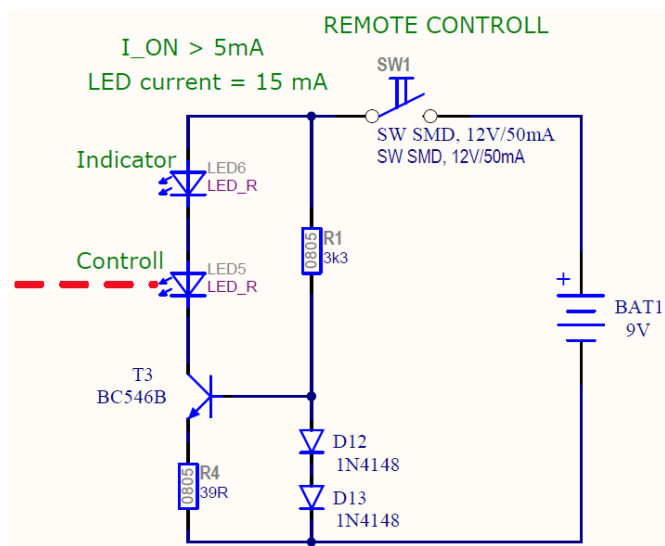 REMOTE CONTROLL
I_ON > 5mA
LED current = 15 mA
SW1
SW SMD, 12V/50mA
SW SMD, 12V/50mA
Indicator
LED6
LED_R
0805
R1
3k3
Controll
LED5
LED_R
+
BAT1
9V
T3
BC546B
D12
1N4148
0805
R4
39R
D13
1N4148